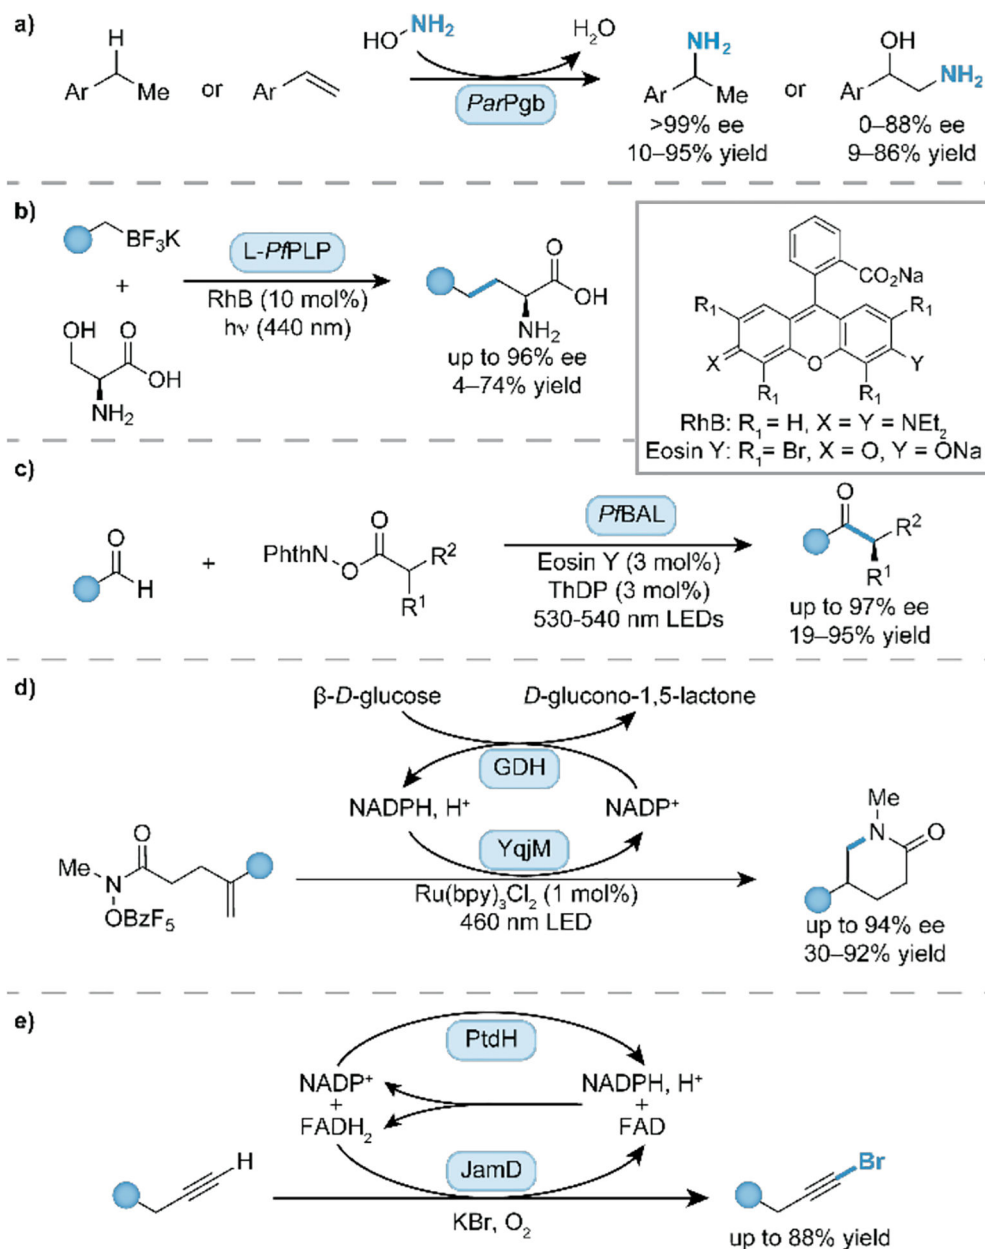 a)
H
Ar
Me
or
Ar
HO
NH2
H2O
ParPgb
NH2
Ar
Me
>99% ee
10–95% yield
or
OH
Ar
NH2
0–88% ee
9–86% yield
b)
BF3K
+
OH
O
OH
NH2
L-PfPLP
RhB (10 mol%)
hν (440 nm)
O
OH
NH2
up to 96% ee
4–74% yield
CO2Na
R1
R1
X
O
Y
R1
R1
RhB: R1 = H, X = Y = NEt2
Eosin Y: R1= Br, X = O, Y = ONa
c)
O
H
+
O
PhthN
O
R2
R1
PfBAL
Eosin Y (3 mol%)
ThDP (3 mol%)
530-540 nm LEDs
O
R2
R1
up to 97% ee
19–95% yield
d)
β-D-glucose
D-glucono-1,5-lactone
GDH
NADPH, H+
NADP+
YqjM
Ru(bpy)3Cl2 (1 mol%)
460 nm LED
O
Me
N
OBzF5
Me
N
O
up to 94% ee
30–92% yield
e)
PtdH
NADP+
+
FADH2
NADPH, H+
+
FAD
JamD
KBr, O2
H
Br
up to 88% yield